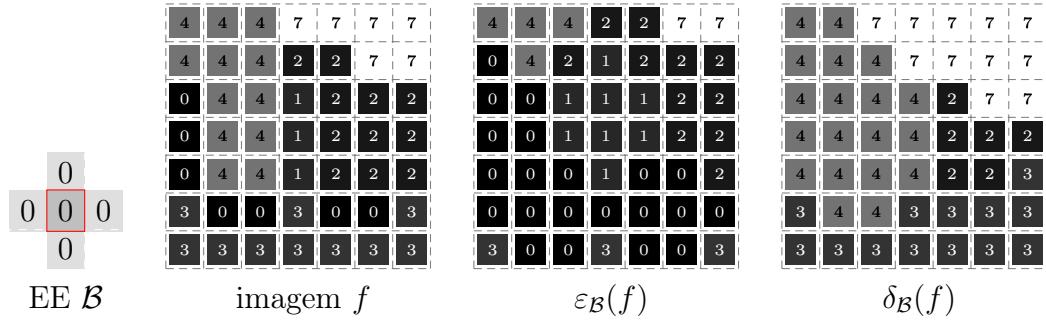 4 4 4 7 7 7 7 4 4 4 2 2 7 7 4 4 7 7 7 7 7
4 4 4 2 2 7 7 0 4 2 1 2 2 2 4 4 4 7 7 7 7
0 4 4 1 2 2 2 0 0 1 1 1 2 2 4 4 4 4 2 7 7
0 4 4 1 2 2 2 0 0 1 1 1 2 2 4 4 4 4 2 2 2
0 0 4 4 1 2 2 2 0 0 0 1 0 0 2 4 4 4 4 2 2 3
0 0 0 3 0 0 3 0 0 3 0 0 0 0 0 0 0 3 4 4 3 3 3 3
0 3 3 3 3 3 3 3 3 0 0 3 0 0 3 3 3 3 3 3 3 3
EE ℬ imagem f εℬ(f) δℬ(f)